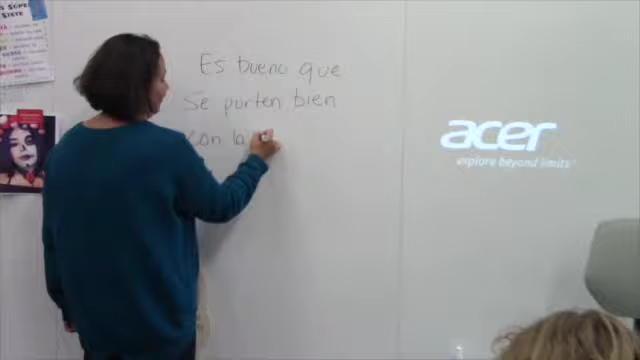 Es bueno que
se porten bien
con la
acer
explore beyond limits